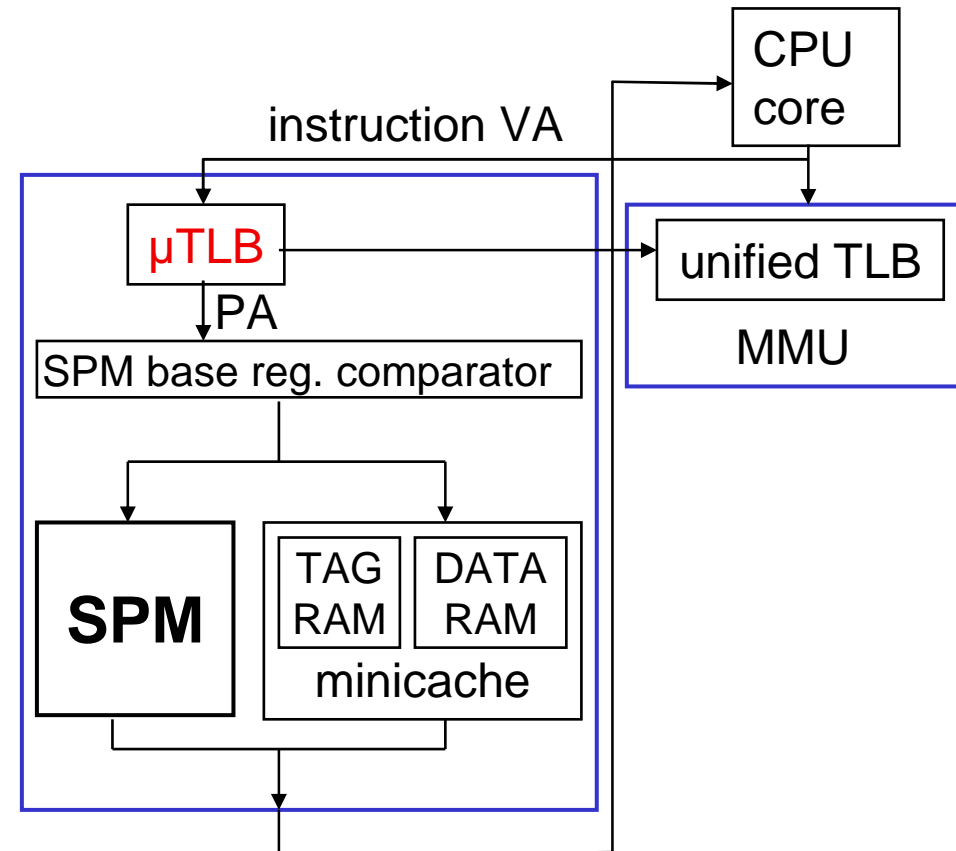 CPU
core
instruction VA
µTLB
unified TLB
PA
MMU
SPM base reg. comparator
SPM
TAG
RAM
DATA
RAM
minicache